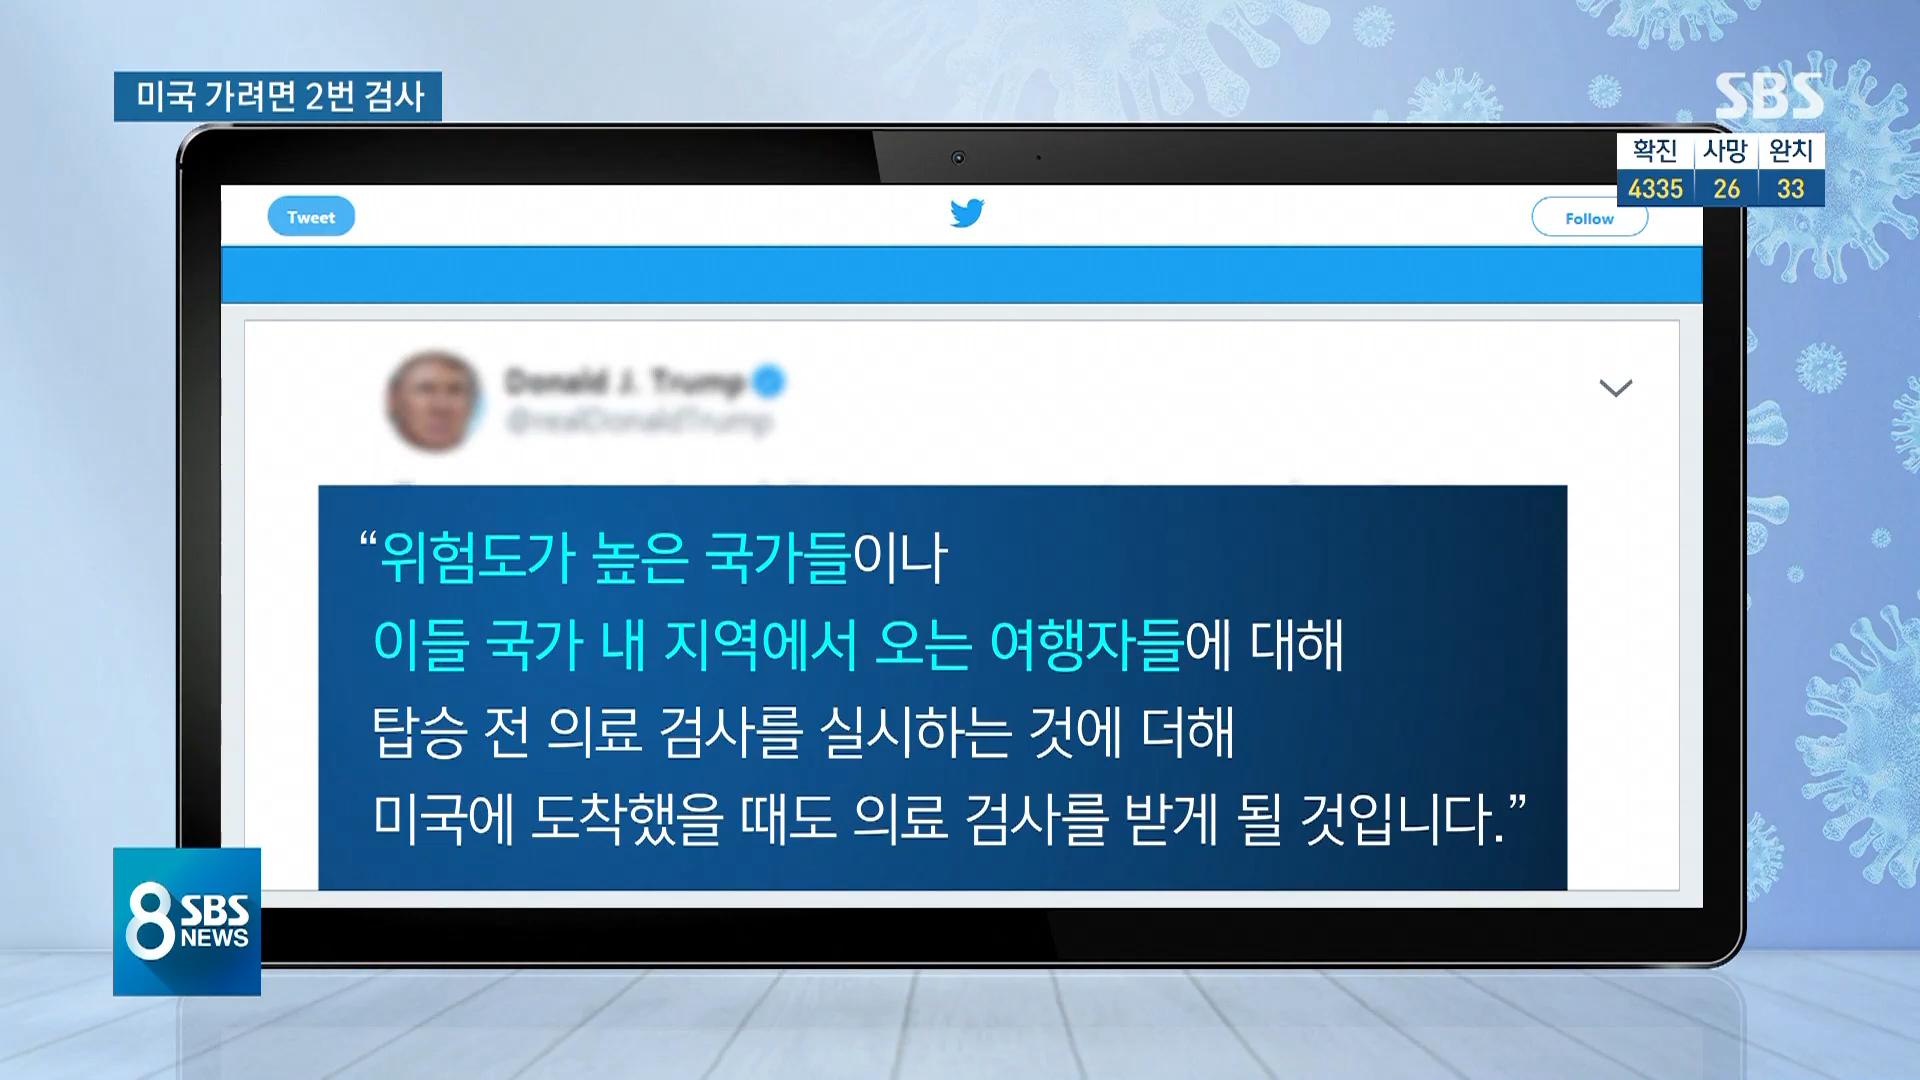 미국 가려면 2번 검사
SBS
확진 사망 완치
4335 26 33
Tweet
Follow
Donald J. Trump
@realDonaldTrump
“위험도가 높은 국가들이나
이들 국가 내 지역에서 오는 여행자들에 대해
탑승 전 의료 검사를 실시하는 것에 더해
미국에 도착했을 때도 의료 검사를 받게 될 것입니다.”
8 SBS
NEWS